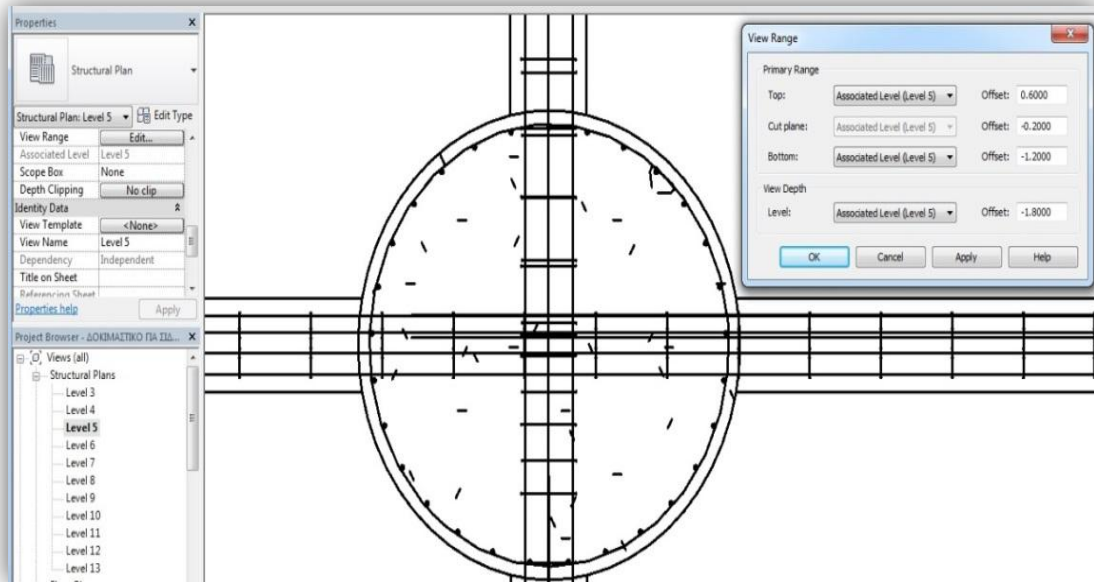 Properties X
Structural Plan
Structural Plan: Level 5 Edit Type
View Range Edit...
Associated Level Level 5
Scope Box None
Depth Clipping No clip
Identity Data
View Template <None>
View Name Level 5
Dependency Independent
Title on Sheet
Referencing Sheet
Properties help Apply
Project Browser - ΔΟΚΙΜΑΣΤΙΚΟ ΓΙΑ ΣΙΔ... X
Views (all)
Structural Plans
Level 3
Level 4
Level 5
Level 6
Level 7
Level 8
Level 9
Level 10
Level 11
Level 12
Level 13
View Range
Primary Range
Top: Associated Level (Level 5) Offset: 0.6000
Cut plane: Associated Level (Level 5) Offset: -0.2000
Bottom: Associated Level (Level 5) Offset: -1.2000
View Depth
Level: Associated Level (Level 5) Offset: -1.8000
OK Cancel Apply Help